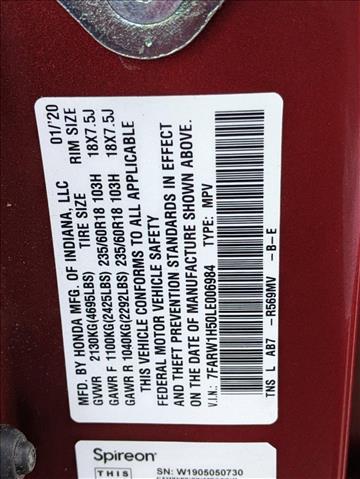 MFD. BY HONDA MFG. OF INDIANA, LLC 01/'20
TIRE SIZE RIM SIZE
GVWR 2130KG(4695LBS)
GAWR F 1100KG(2425LBS) 235/60R18 103H 18X7.5J
GAWR R 1040KG(2292LBS) 235/60R18 103H 18X7.5J
THIS VEHICLE CONFORMS TO ALL APPLICABLE
FEDERAL MOTOR VEHICLE SAFETY
AND THEFT PREVENTION STANDARDS IN EFFECT
ON THE DATE OF MANUFACTURE SHOWN ABOVE.
V.I.N.: 7FARW1H50LE006984 TYPE: MPV
TNS L AB7 -R569MV -B-E
Spireon
THIS SN: W1905050730